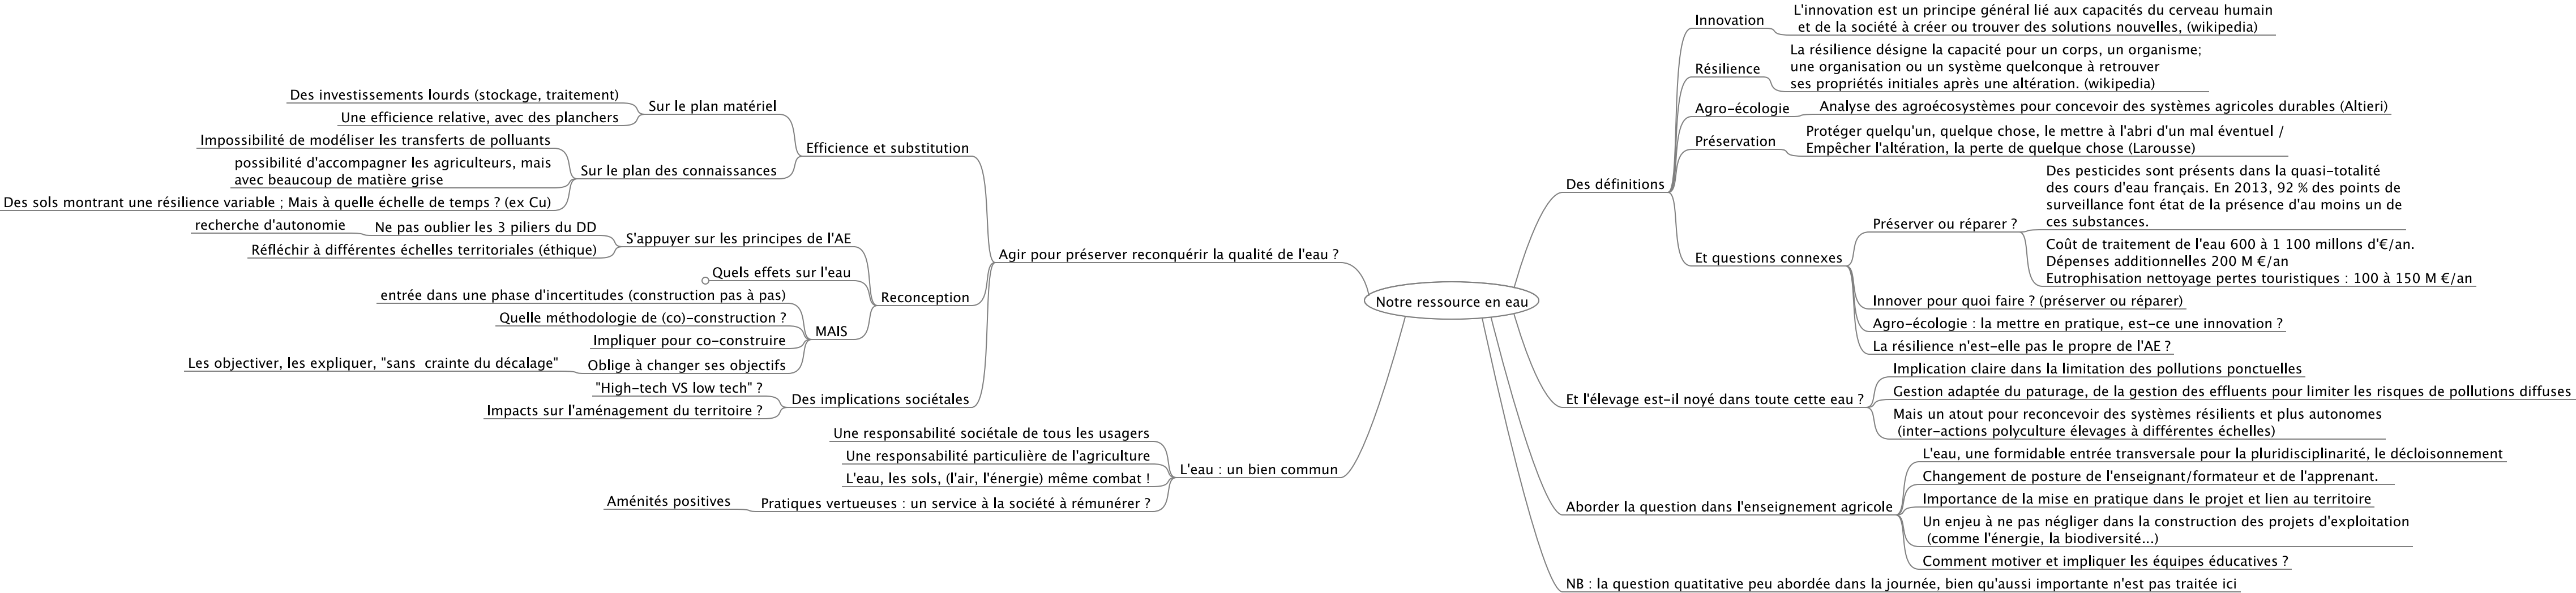 Notre ressource en eau
Des définitions
Innovation
L'innovation est un principe général lié aux capacités du cerveau humain
et de la société à créer ou trouver des solutions nouvelles, (wikipedia)
Résilience
La résilience désigne la capacité pour un corps, un organisme;
une organisation ou un système quelconque à retrouver
ses propriétés initiales après une altération. (wikipedia)
Agro-écologie
Analyse des agroécosystèmes pour concevoir des systèmes agricoles durables (Altieri)
Préservation
Protéger quelqu'un, quelque chose, le mettre à l'abri d'un mal éventuel /
Empêcher l'altération, la perte de quelque chose (Larousse)
Et questions connexes
Préserver ou réparer ?
Des pesticides sont présents dans la quasi-totalité
des cours d'eau français. En 2013, 92 % des points de
surveillance font état de la présence d'au moins un de
ces substances.
Coût de traitement de l'eau 600 à 1 100 millons d'€/an.
Dépenses additionnelles 200 M €/an
Eutrophisation nettoyage pertes touristiques : 100 à 150 M €/an
Innover pour quoi faire ? (préserver ou réparer)
Agro-écologie : la mettre en pratique, est-ce une innovation ?
La résilience n'est-elle pas le propre de l'AE ?
Et l'élevage est-il noyé dans toute cette eau ?
Implication claire dans la limitation des pollutions ponctuelles
Gestion adaptée du paturage, de la gestion des effluents pour limiter les risques de pollutions diffuses
Mais un atout pour reconcevoir des systèmes résilients et plus autonomes
(inter-actions polyculture élevages à différentes échelles)
Aborder la question dans l'enseignement agricole
L'eau, une formidable entrée transversale pour la pluridisciplinarité, le décloisonnement
Changement de posture de l'enseignant/formateur et de l'apprenant.
Importance de la mise en pratique dans le projet et lien au territoire
Un enjeu à ne pas négliger dans la construction des projets d'exploitation
(comme l'énergie, la biodiversité...)
Comment motiver et impliquer les équipes éducatives ?
NB : la question quatitative peu abordée dans la journée, bien qu'aussi importante n'est pas traitée ici
Agir pour préserver reconquérir la qualité de l'eau ?
Efficience et substitution
Sur le plan matériel
Des investissements lourds (stockage, traitement)
Une efficience relative, avec des planchers
Sur le plan des connaissances
Impossibilité de modéliser les transferts de polluants
possibilité d'accompagner les agriculteurs, mais
avec beaucoup de matière grise
Des sols montrant une résilience variable ; Mais à quelle échelle de temps ? (ex Cu)
Reconception
S'appuyer sur les principes de l'AE
Ne pas oublier les 3 piliers du DD
recherche d'autonomie
Réfléchir à différentes échelles territoriales (éthique)
Quels effets sur l'eau
MAIS
entrée dans une phase d'incertitudes (construction pas à pas)
Quelle méthodologie de (co)-construction ?
Impliquer pour co-construire
Oblige à changer ses objectifs
Les objectiver, les expliquer, "sans  crainte du décalage"
Des implications sociétales
"High-tech VS low tech" ?
Impacts sur l'aménagement du territoire ?
L'eau : un bien commun
Une responsabilité sociétale de tous les usagers
Une responsabilité particulière de l'agriculture
L'eau, les sols, (l'air, l'énergie) même combat !
Pratiques vertueuses : un service à la société à rémunérer ?
Aménités positives